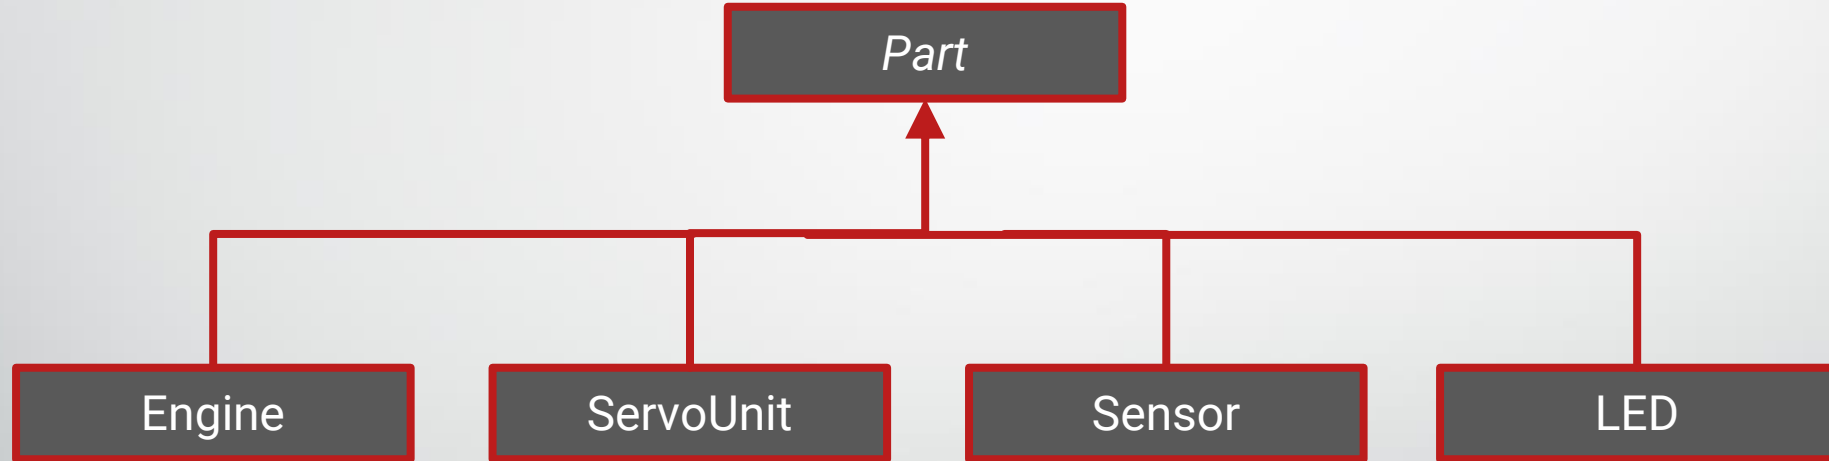 Part
Engine
ServoUnit
Sensor
LED